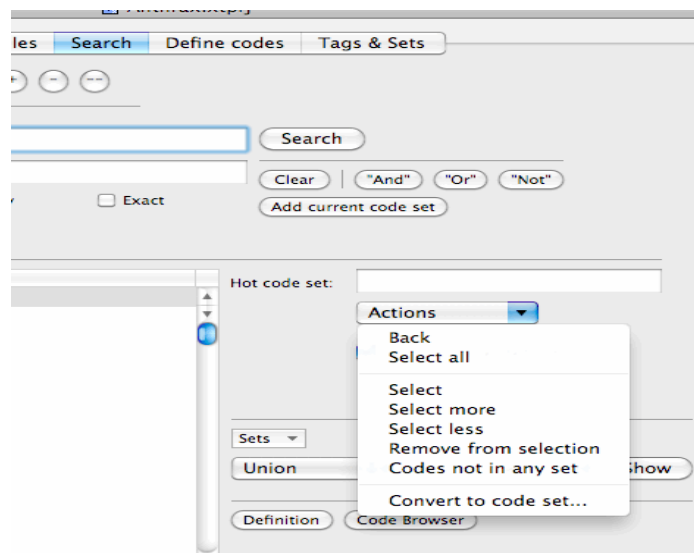 les Search Define codes Tags & Sets
+ - --
Search
Clear | "And" "Or" "Not"
Exact
Add current code set
Hot code set:
Actions
Back
Select all
Select
Select more
Select less
Remove from selection
Codes not in any set
Convert to code set...
Sets
Union
Show
Definition Code Browser